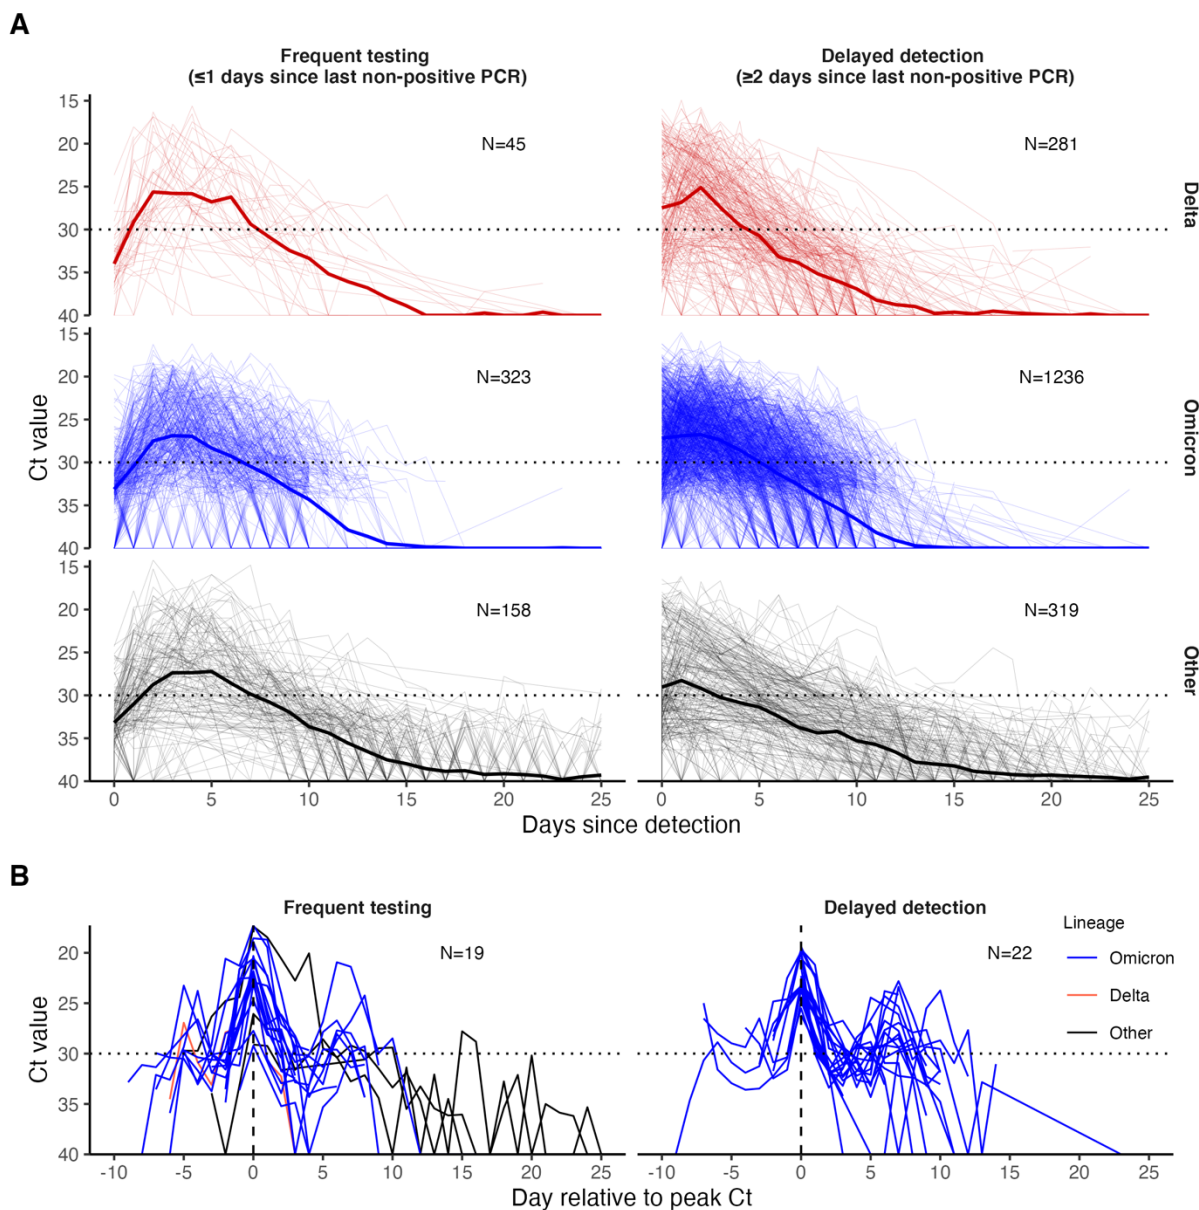 A
Frequent testing
(≤1 days since last non-positive PCR)
Delayed detection
(≥2 days since last non-positive PCR)
15
20
25
30
35
40
N=45
N=281
Delta
15
20
25
30
35
40
N=323
N=1236
Omicron
Ct value
15
20
25
30
35
40
N=158
N=319
Other
0 5 10 15 20 25
0 5 10 15 20 25
Days since detection
B
Frequent testing
Delayed detection
20
25
30
35
40
Ct value
N=19
N=22
Lineage
Omicron
Delta
Other
-10 -5 0 5 10 15 20 25
-10 -5 0 5 10 15 20 25
Day relative to peak Ct